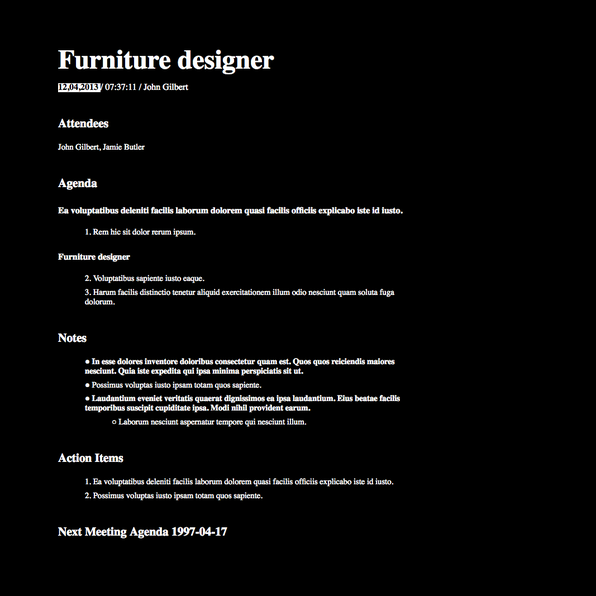 Furniture designer
12.04.2013 / 07:37:11 / John Gilbert
Attendees
John Gilbert, Jamie Butler
Agenda
Ea voluptatibus deleniti facilis laborum dolorem quasi facilis officiis explicabo iste id iusto.
1. Rem hic sit dolor rerum ipsum.
Furniture designer
2. Voluptatibus sapiente iusto eaque.
3. Harum facilis distinctio tenetur aliquid exercitationem illum odio nesciunt quam soluta fuga
dolorum.
Notes
● In esse dolores inventore doloribus consectetur quam est. Quos quos reiciendis maiores
nesciunt. Quia iste expedita qui ipsa minima perspiciatis sit ut.
● Possimus voluptas iusto ipsam totam quos sapiente.
● Laudantium eveniet veritatis quaerat dignissimos ea ipsa laudantium. Eius beatae facilis
temporibus suscipit cupiditate ipsa. Modi nihil provident earum.
○ Laborum nesciunt aspernatur tempore qui nesciunt illum.
Action Items
1. Ea voluptatibus deleniti facilis laborum dolorem quasi facilis officiis explicabo iste id iusto.
2. Possimus voluptas iusto ipsam totam quos sapiente.
Next Meeting Agenda 1997-04-17